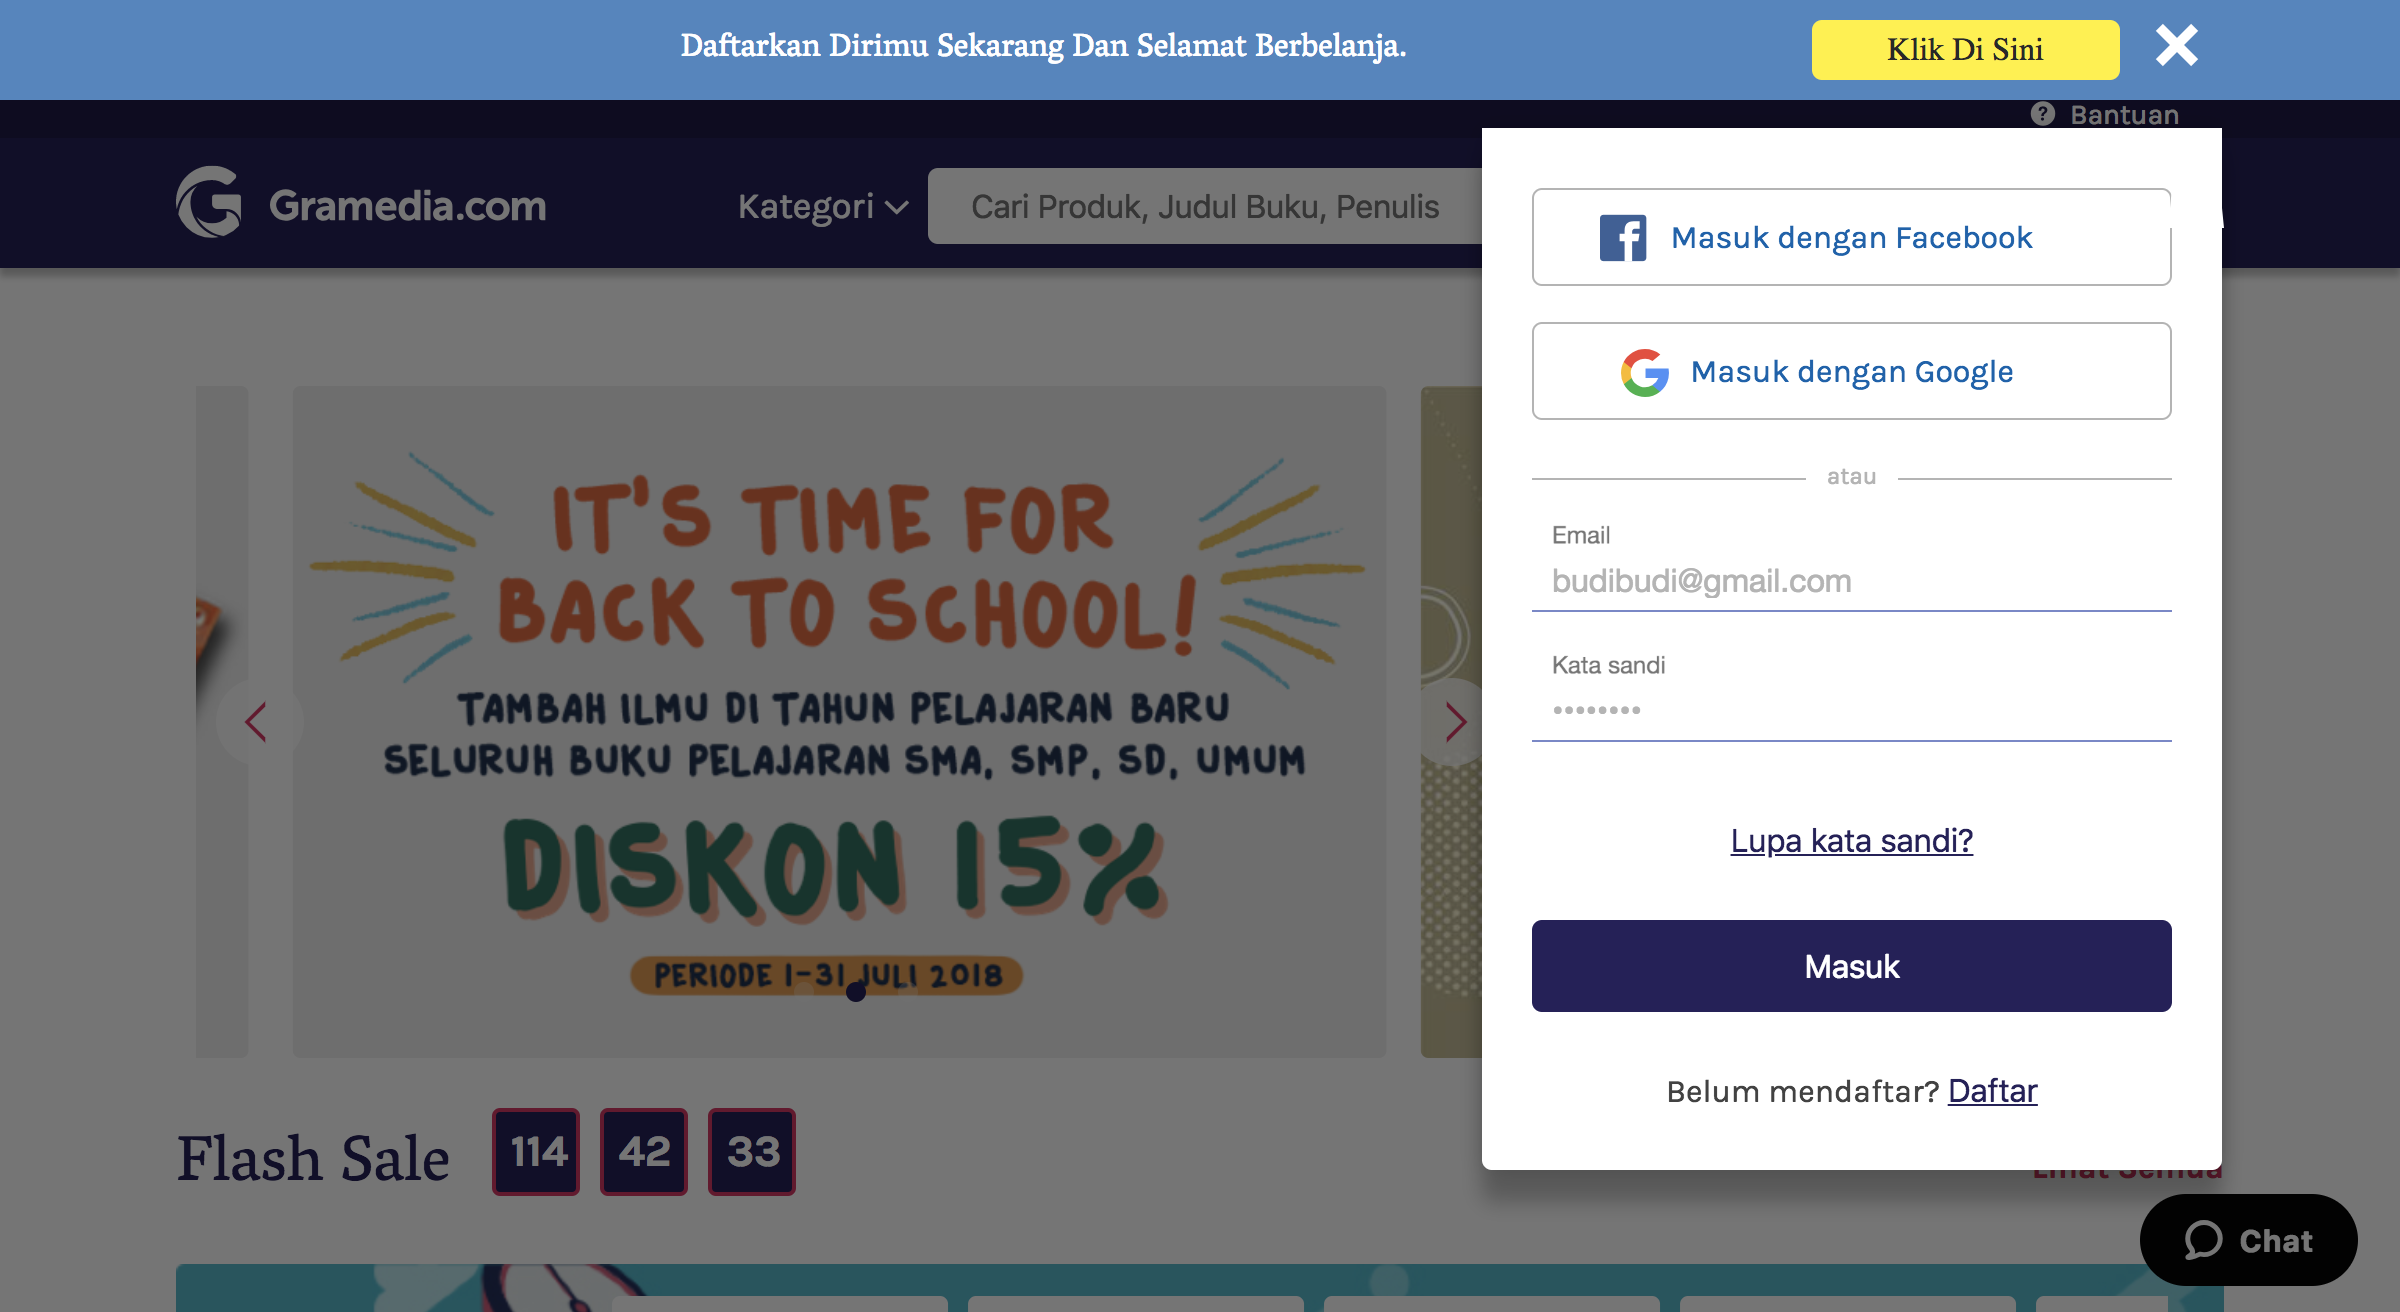 Daftarkan Dirimu Sekarang Dan Selamat Berbelanja.
Klik Di Sini
Bantuan
Gramedia.com
Kategori
Cari Produk, Judul Buku, Penulis
Masuk dengan Facebook
Masuk dengan Google
atau
Email
budibudi@gmail.com
Kata sandi
Lupa kata sandi?
Masuk
Belum mendaftar? Daftar
IT'S TIME FOR
BACK TO SCHOOL!
TAMBAH ILMU DI TAHUN PELAJARAN BARU
SELURUH BUKU PELAJARAN SMA, SMP, SD, UMUM
DISKON 15%
PERIODE 1-31 JULI 2018
Flash Sale
114 42 33
Lihat Semua
Chat